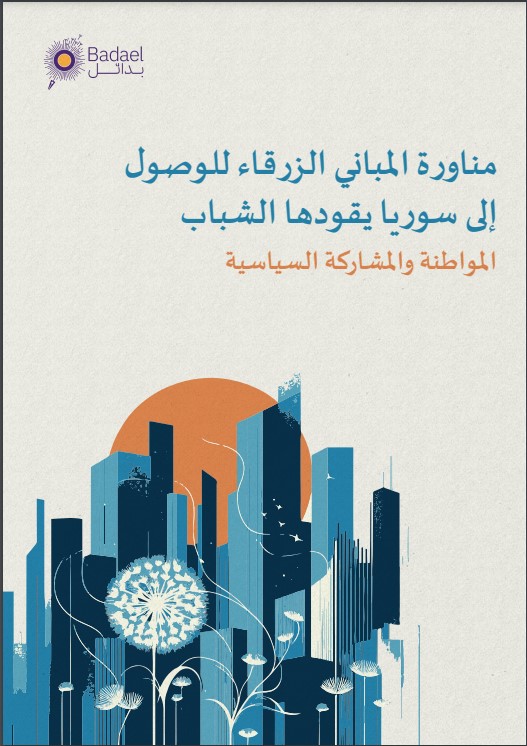 Badael
بدائل
مناورة المباني الزرقاء للوصول
إلى سوريا يقودها الشباب
المواطنة والمشاركة السياسية